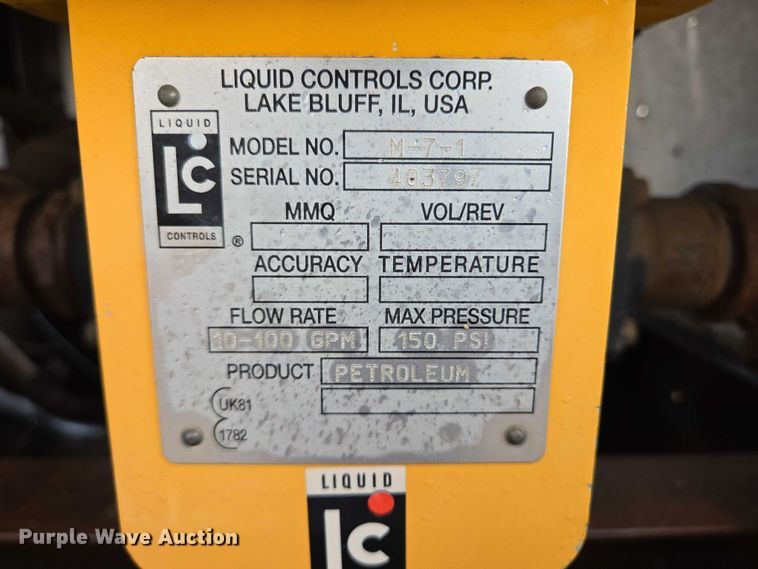 LIQUID CONTROLS CORP.
LAKE BLUFF, IL, USA
LIQUID
Lc
CONTROLS
®
MODEL NO. M-7-1
SERIAL NO. 403797
MMQ VOL/REV
ACCURACY TEMPERATURE
FLOW RATE MAX PRESSURE
10-100 GPM 150 PSI
PRODUCT PETROLEUM
UK81
1782
LIQUID
Lc
Purple Wave Auction